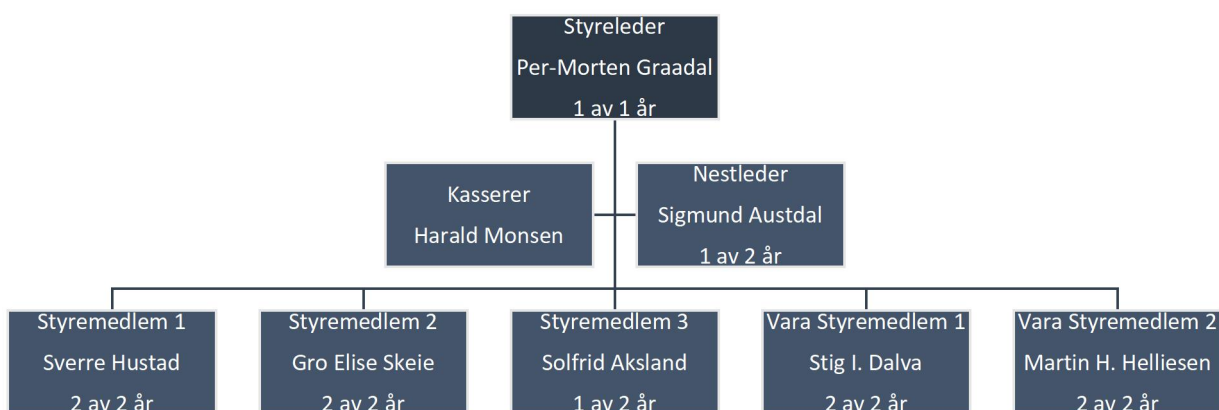 Styreleder
Per-Morten Graadal
1 av 1 år
Kasserer
Harald Monsen
Nestleder
Sigmund Austdal
1 av 2 år
Styremedlem 1
Sverre Hustad
2 av 2 år
Styremedlem 2
Gro Elise Skeie
2 av 2 år
Styremedlem 3
Solfrid Aksland
1 av 2 år
Vara Styremedlem 1
Stig I. Dalva
2 av 2 år
Vara Styremedlem 2
Martin H. Helliesen
2 av 2 år